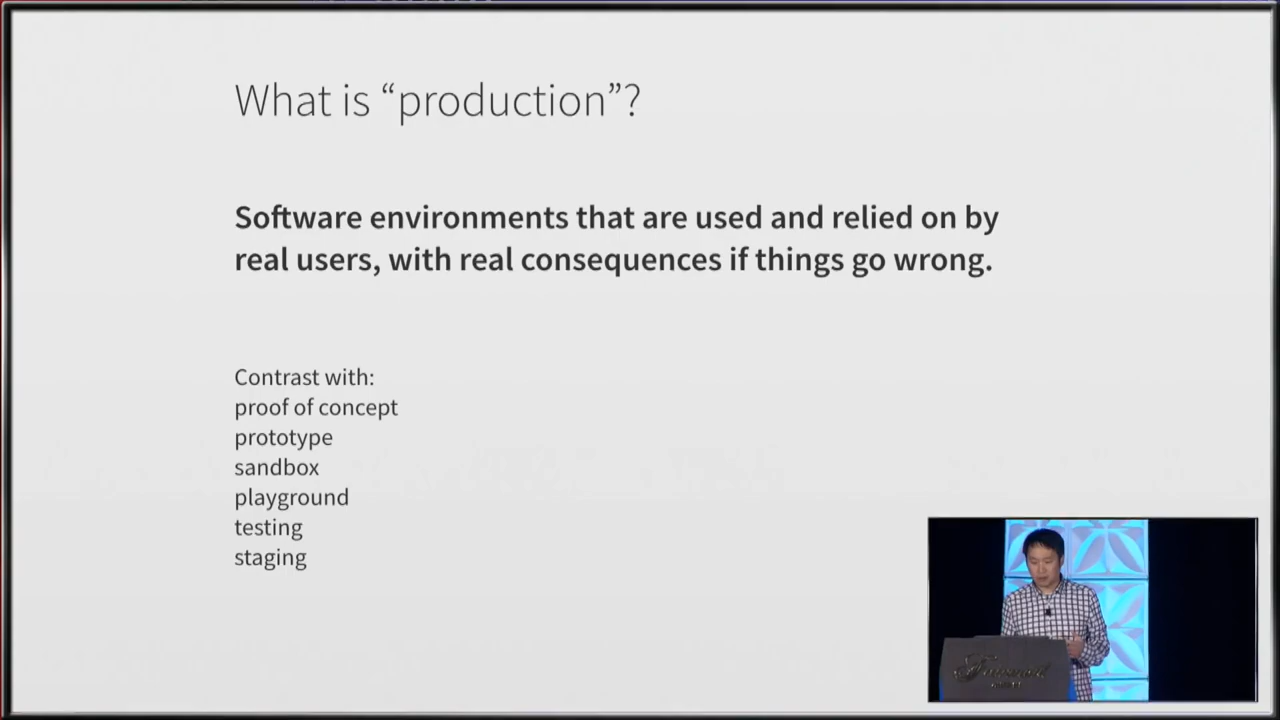 What is “production”?
Software environments that are used and relied on by
real users, with real consequences if things go wrong.
Contrast with:
proof of concept
prototype
sandbox
playground
testing
staging